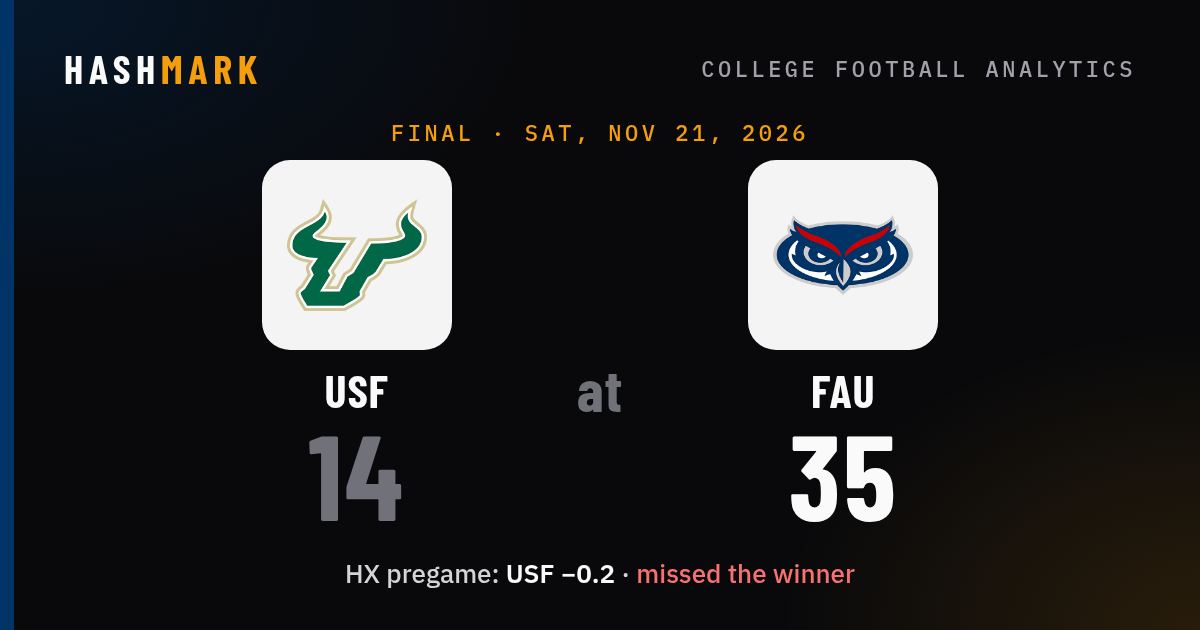 HASHMARK
COLLEGE FOOTBALL ANALYTICS
FINAL · SAT, NOV 21, 2026
USF
at
FAU
14
35
HX pregame: USF −0.2 · missed the winner